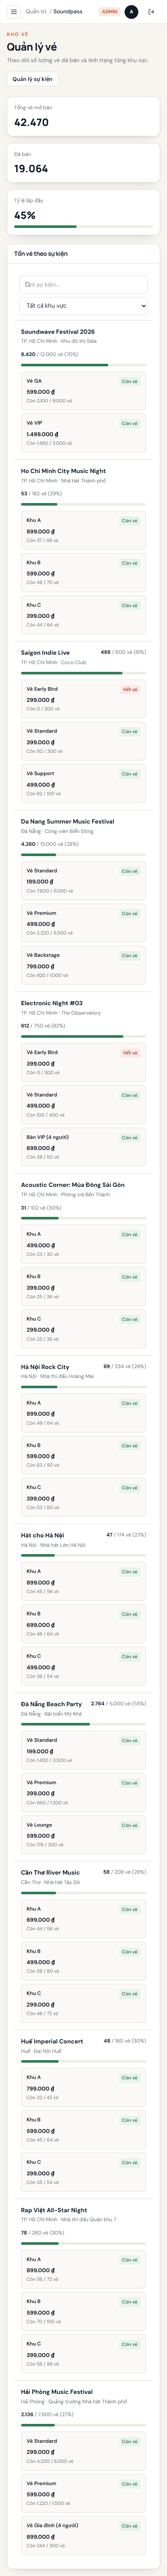 Quản trị / Soundpass ADMIN A
KHO VÉ
Quản lý vé
Theo dõi số lượng vé đã bán và tình trạng từng khu vực.
Quản lý sự kiện
Tổng vé mở bán
42.470
Đã bán
19.064
Tỷ lệ lấp đầy
45%
Tồn vé theo sự kiện
Tìm sự kiện...
Tất cả khu vực
Soundwave Festival 2026
TP. Hồ Chí Minh · Khu đô thị Sala
8.420 / 12.000 vé (70%)
Vé GA Còn vé
599.000 ₫
Còn 2.100 / 9.000 vé
Vé VIP Còn vé
1.499.000 ₫
Còn 1.480 / 3.000 vé
Ho Chi Minh City Music Night
TP. Hồ Chí Minh · Nhà hát Thành phố
53 / 182 vé (29%)
Khu A Còn vé
899.000 ₫
Còn 37 / 48 vé
Khu B Còn vé
599.000 ₫
Còn 48 / 70 vé
Khu C Còn vé
399.000 ₫
Còn 44 / 64 vé
Saigon Indie Live 488 / 600 vé (81%)
TP. Hồ Chí Minh · Coco Club
Vé Early Bird Hết vé
299.000 ₫
Còn 0 / 200 vé
Vé Standard Còn vé
399.000 ₫
Còn 50 / 300 vé
Vé Support Còn vé
499.000 ₫
Còn 62 / 100 vé
Da Nang Summer Music Festival
Đà Nẵng · Công viên Biển Đông
4.260 / 15.000 vé (28%)
Vé Standard Còn vé
199.000 ₫
Còn 7.600 / 11.000 vé
Vé Premium Còn vé
499.000 ₫
Còn 2.220 / 3.000 vé
Vé Backstage Còn vé
799.000 ₫
Còn 920 / 1.000 vé
Electronic Night #03
TP. Hồ Chí Minh · The Observatory
612 / 750 vé (82%)
Vé Early Bird Hết vé
399.000 ₫
Còn 0 / 300 vé
Vé Standard Còn vé
499.000 ₫
Còn 100 / 400 vé
Bàn VIP (4 người) Còn vé
699.000 ₫
Còn 38 / 50 vé
Acoustic Corner: Mùa Đông Sài Gòn
TP. Hồ Chí Minh · Phòng trà Bến Thành
31 / 102 vé (30%)
Khu A Còn vé
499.000 ₫
Còn 23 / 30 vé
Khu B Còn vé
399.000 ₫
Còn 25 / 36 vé
Khu C Còn vé
299.000 ₫
Còn 23 / 36 vé
Hà Nội Rock City 69 / 234 vé (29%)
Hà Nội · Nhà thi đấu Hoàng Mai
Khu A Còn vé
899.000 ₫
Còn 49 / 64 vé
Khu B Còn vé
599.000 ₫
Còn 63 / 90 vé
Khu C Còn vé
399.000 ₫
Còn 53 / 80 vé
Hát cho Hà Nội 47 / 174 vé (27%)
Hà Nội · Nhà hát Lớn Hà Nội
Khu A Còn vé
899.000 ₫
Còn 45 / 56 vé
Khu B Còn vé
699.000 ₫
Còn 46 / 64 vé
Khu C Còn vé
499.000 ₫
Còn 36 / 54 vé
Đà Nẵng Beach Party 2.764 / 5.000 vé (55%)
Đà Nẵng · Bãi biển Mỹ Khê
Vé Standard Còn vé
199.000 ₫
Còn 1.400 / 3.500 vé
Vé Premium Còn vé
399.000 ₫
Còn 660 / 1.200 vé
Vé Lounge Còn vé
599.000 ₫
Còn 176 / 300 vé
Cần Thơ River Music 58 / 208 vé (28%)
Cần Thơ · Nhà hát Tây Đô
Khu A Còn vé
699.000 ₫
Còn 44 / 56 vé
Khu B Còn vé
499.000 ₫
Còn 58 / 80 vé
Khu C Còn vé
299.000 ₫
Còn 48 / 72 vé
Huế Imperial Concert 48 / 160 vé (30%)
Huế · Đại Nội Huế
Khu A Còn vé
799.000 ₫
Còn 32 / 42 vé
Khu B Còn vé
599.000 ₫
Còn 45 / 64 vé
Khu C Còn vé
399.000 ₫
Còn 35 / 54 vé
Rap Việt All-Star Night
TP. Hồ Chí Minh · Nhà thi đấu Quân khu 7
78 / 260 vé (30%)
Khu A Còn vé
899.000 ₫
Còn 56 / 72 vé
Khu B Còn vé
599.000 ₫
Còn 70 / 100 vé
Khu C Còn vé
399.000 ₫
Còn 56 / 88 vé
Hải Phòng Music Festival
Hải Phòng · Quảng trường Nhà hát Thành phố
2.136 / 7.800 vé (27%)
Vé Standard Còn vé
299.000 ₫
Còn 4.200 / 6.000 vé
Vé Premium Còn vé
599.000 ₫
Còn 1.220 / 1.500 vé
Vé Gia đình (4 người) Còn vé
899.000 ₫
Còn 244 / 300 vé